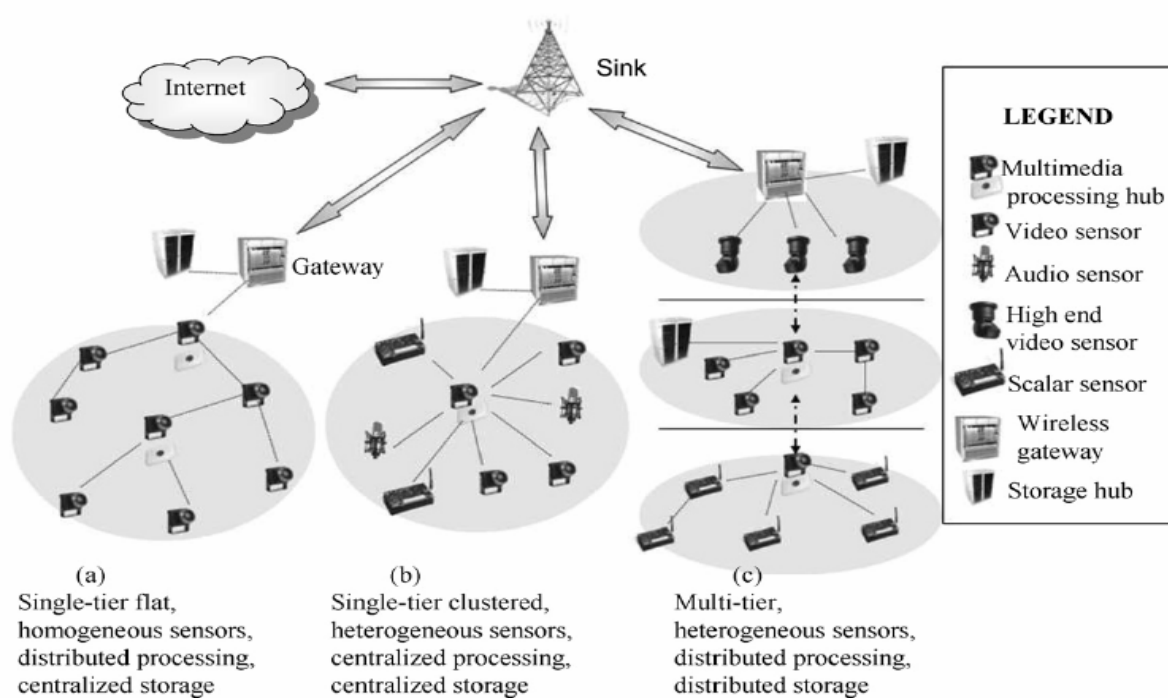 Internet
Sink
Gateway
LEGEND
Multimedia
processing hub
Video sensor
Audio sensor
High end
video sensor
Scalar sensor
Wireless
gateway
Storage hub
(a)
Single-tier flat,
homogeneous sensors,
distributed processing,
centralized storage
(b)
Single-tier clustered,
heterogeneous sensors,
centralized processing,
centralized storage
(c)
Multi-tier,
heterogeneous sensors,
distributed processing,
distributed storage